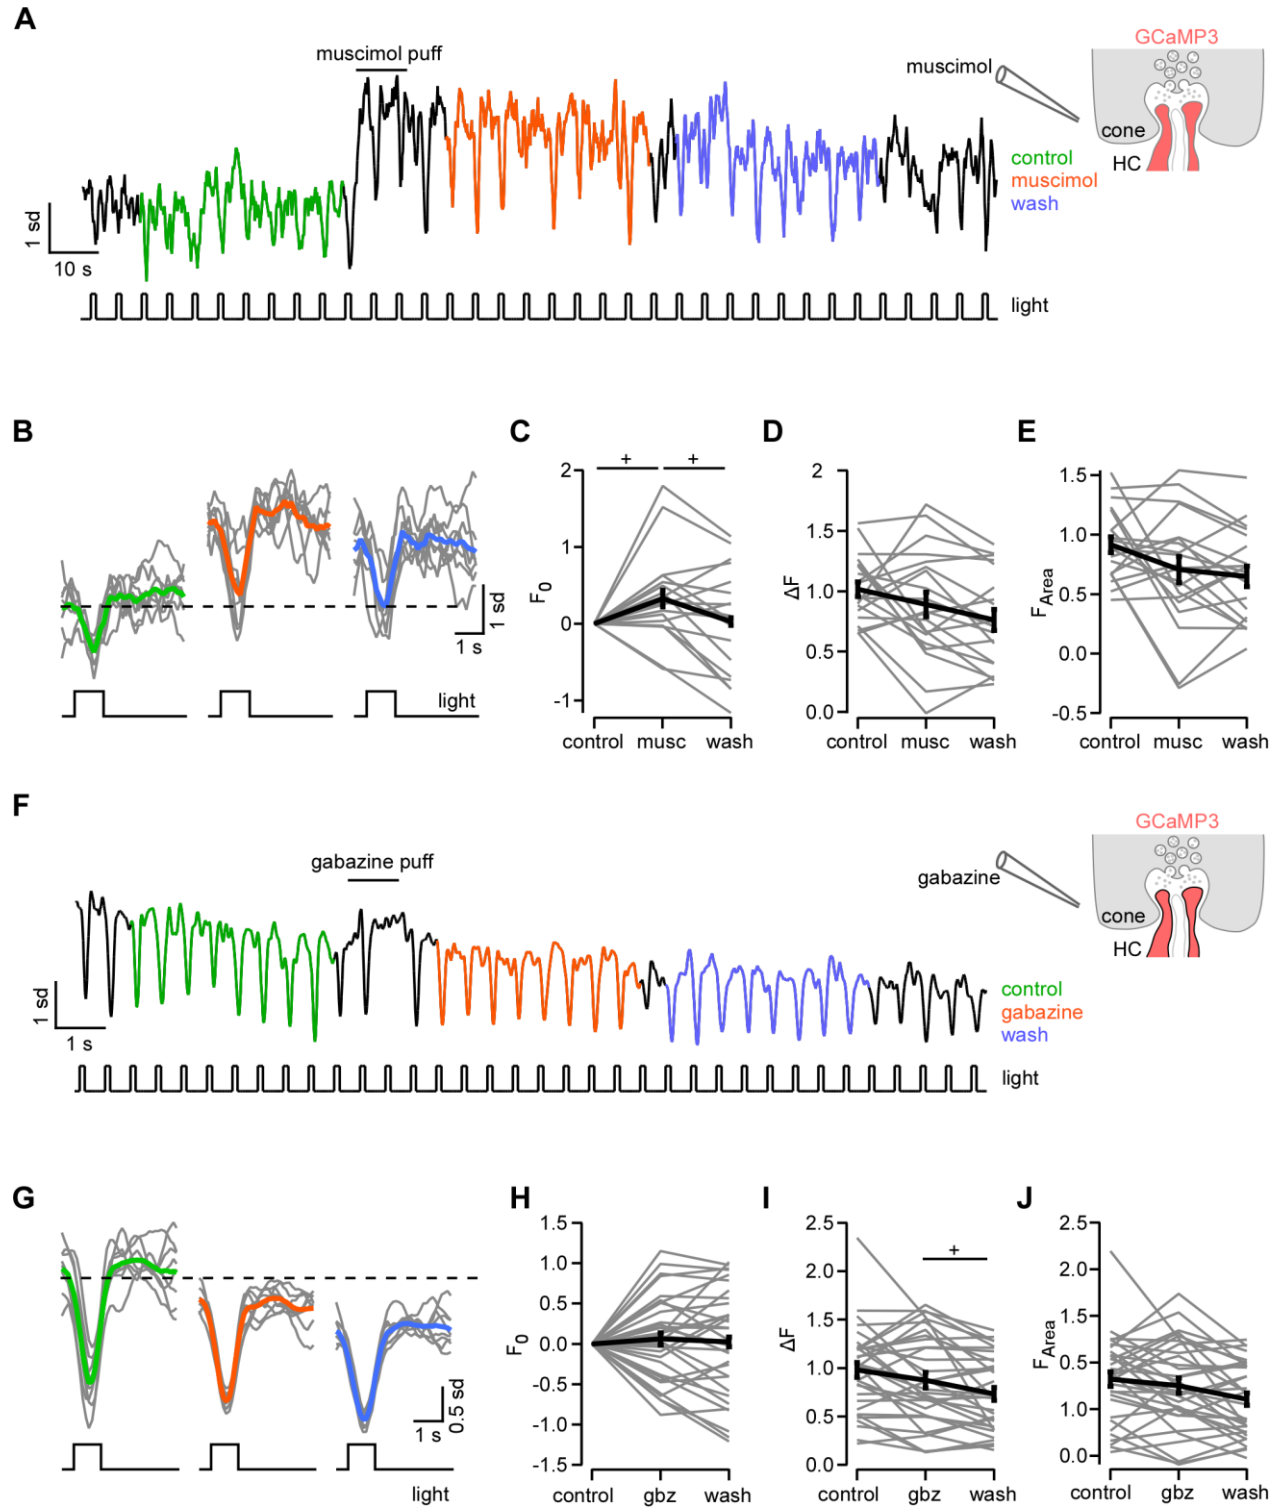 A
muscimol puff
GCaMP3
muscimol
cone
HC
control
muscimol
wash
1 sd
10 s
light
B
1 sd
1 s
light
C
+ +
2
1
0
-1
F0
control musc wash
D
2
1.5
1.0
0.5
0.0
ΔF
control musc wash
E
1.5
1.0
0.5
0.0
-0.5
FArea
control musc wash
F
gabazine puff
GCaMP3
gabazine
cone
HC
control
gabazine
wash
1 sd
1 s
light
G
0.5 sd
1 s
light
H
1.5
1.0
0.5
0.0
-0.5
-1.0
-1.5
F0
control gbz wash
I
+
2.5
2.0
1.5
1.0
0.5
0.0
ΔF
control gbz wash
J
2.5
2.0
1.5
0.5
1.0
0.0
FArea
control gbz wash